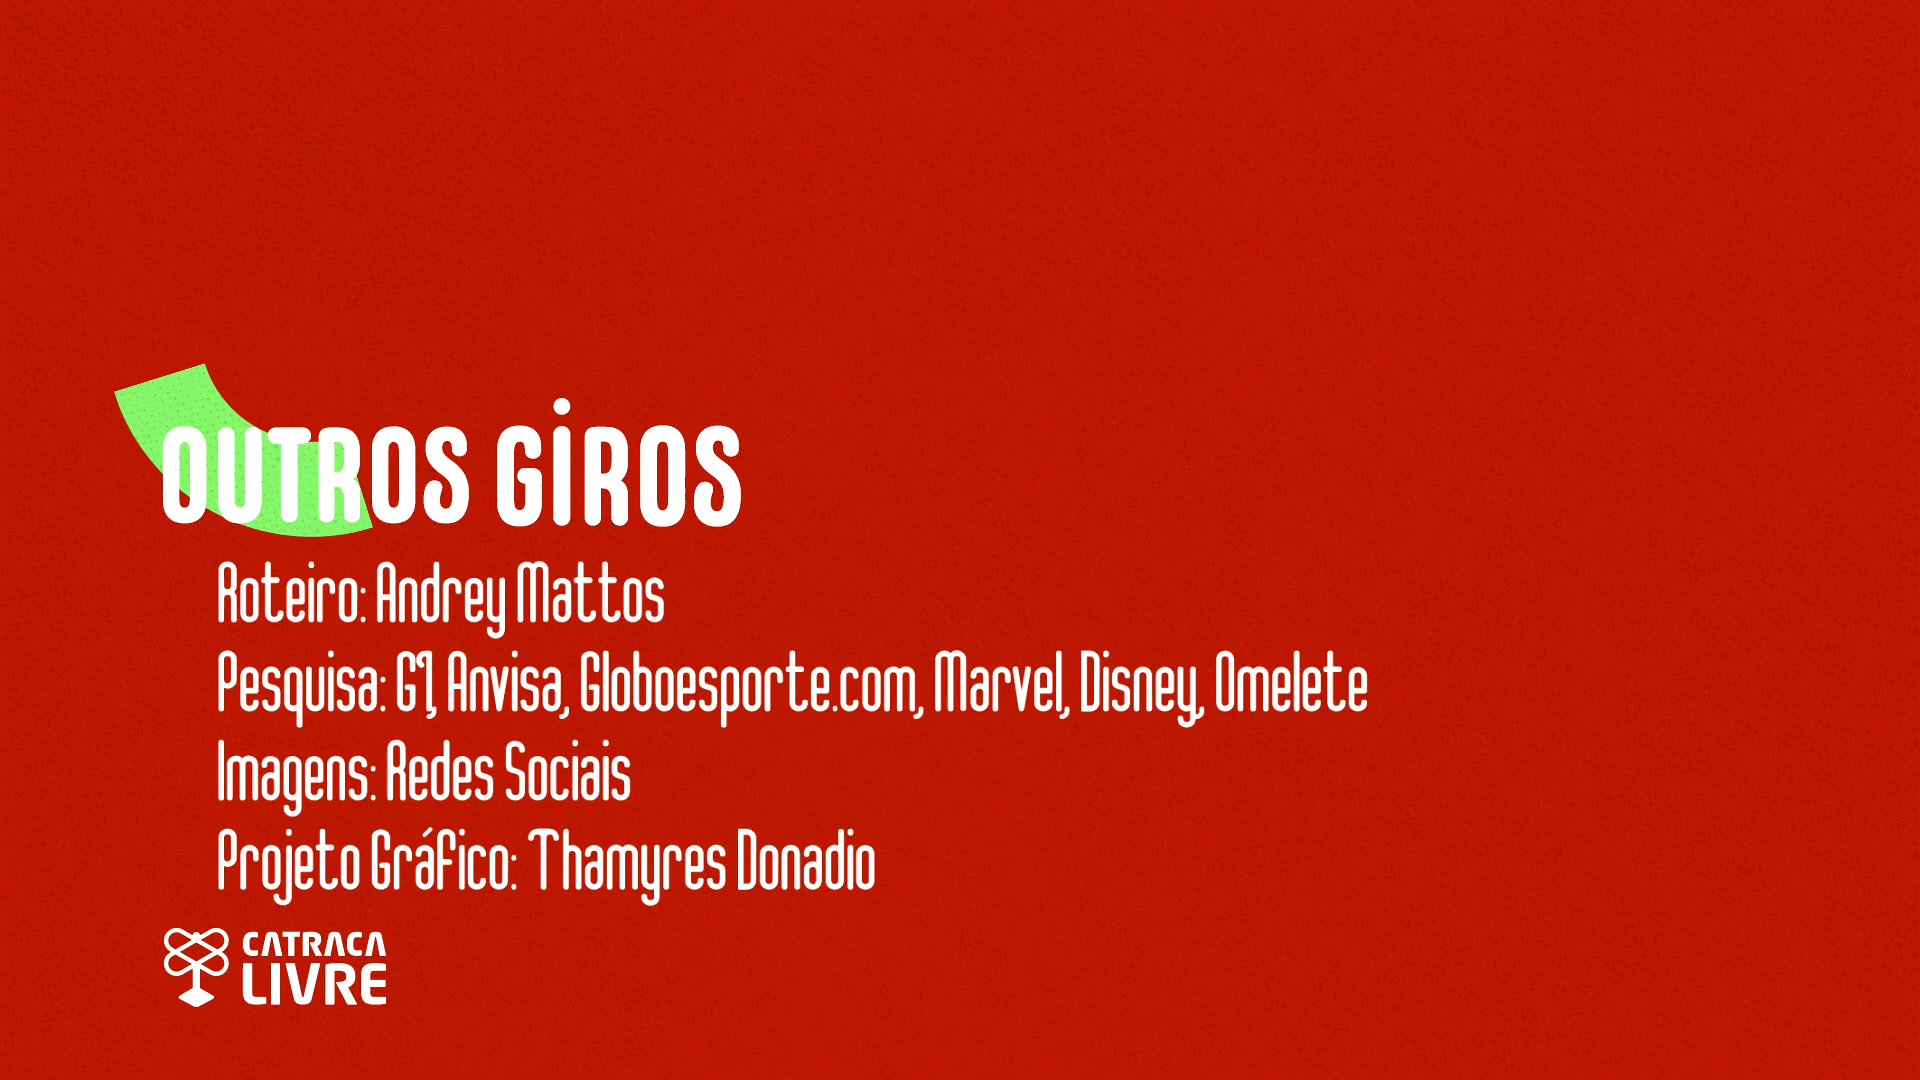 OUTROS GIROS
Roteiro: Andrey Mattos
Pesquisa: G1, Anvisa, Globoesporte.com, Marvel, Disney, Omelete
Imagens: Redes Sociais
Projeto Gráfico: Thamyres Donadio
CATRACA
LIVRE